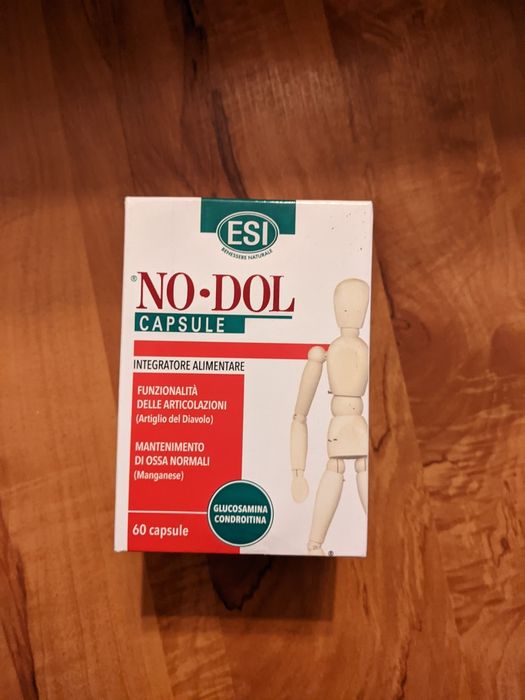 ESI
BENESSERE NATURALE
® NO·DOL
CAPSULE
INTEGRATORE ALIMENTARE
FUNZIONALITÀ
DELLE ARTICOLAZIONI
(Artiglio del Diavolo)
MANTENIMENTO
DI OSSA NORMALI
(Manganese)
GLUCOSAMINA
CONDROITINA
60 capsule
®